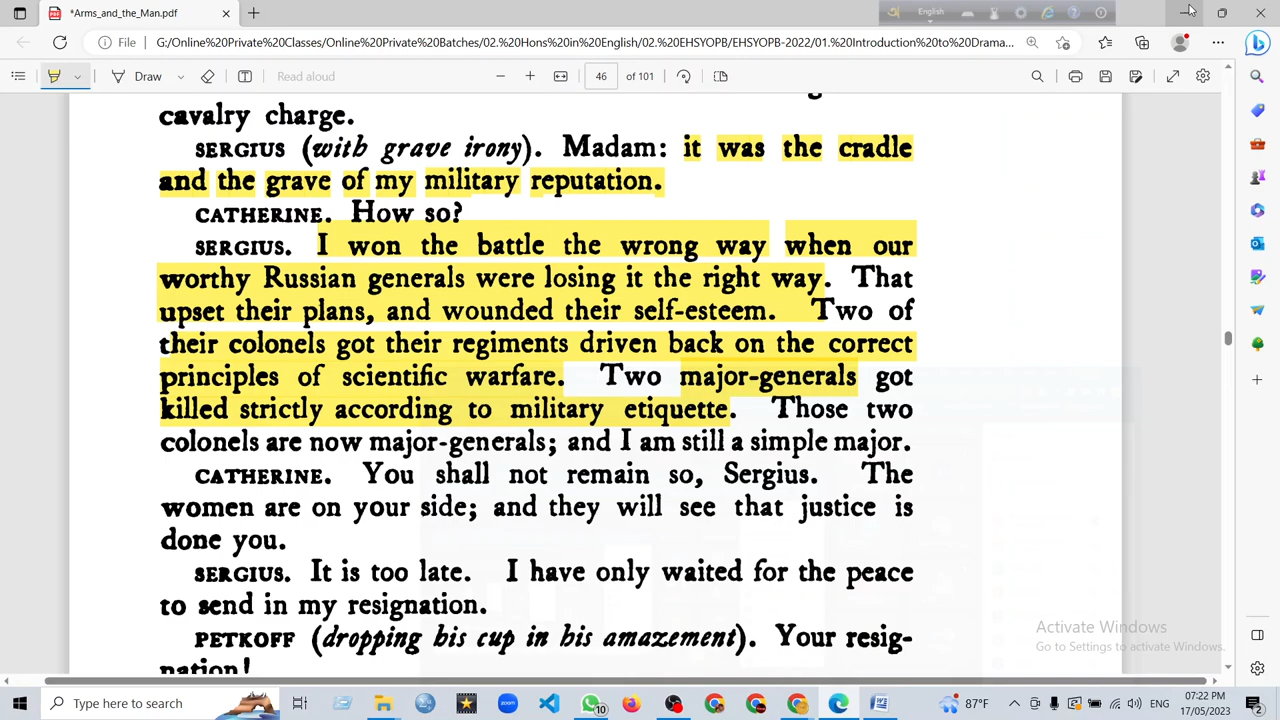 *Arms_and_the_Man.pdf
English
File
G:/Online%20Private%20Classes/Online%20Private%20Batches/02.%20Hons%20in%20English/02.%20EHSYOPB/EHSYOPB-2022/01.%20Introduction%20to%20Drama...
Draw
Read aloud
46 of 101
cavalry charge.
SERGIUS (with grave irony). Madam: it was the cradle
and the grave of my military reputation.
CATHERINE. How so?
SERGIUS. I won the battle the wrong way when our
worthy Russian generals were losing it the right way. That
upset their plans, and wounded their self-esteem. Two of
their colonels got their regiments driven back on the correct
principles of scientific warfare. Two major-generals got
killed strictly according to military etiquette. Those two
colonels are now major-generals; and I am still a simple major.
CATHERINE. You shall not remain so, Sergius. The
women are on your side; and they will see that justice is
done you.
SERGIUS. It is too late. I have only waited for the peace
to send in my resignation.
PETKOFF (dropping his cup in his amazement). Your resig-
nation!
Activate Windows
Go to Settings to activate Windows.
Type here to search
zoom
10
87°F
ENG
07:22 PM
17/05/2023
2